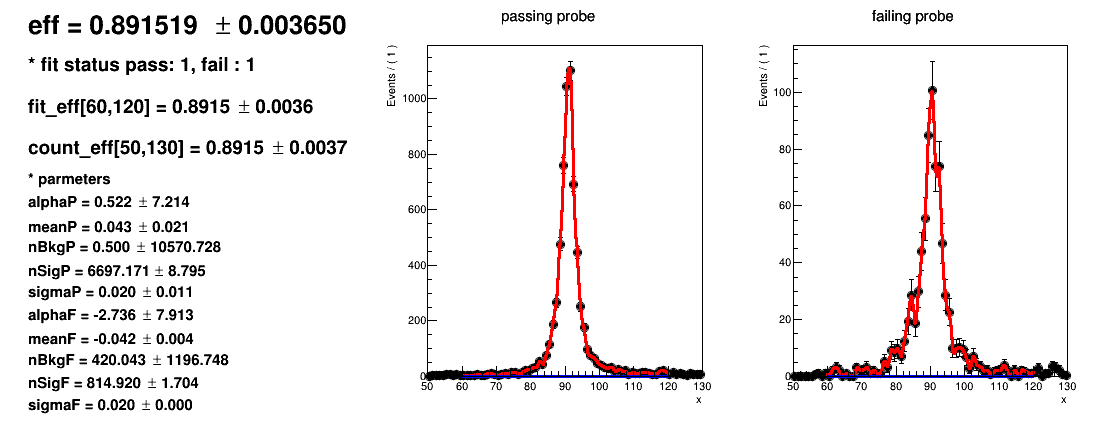 eff = 0.891519 ± 0.003650
* fit status pass: 1, fail : 1
fit_eff[60,120] = 0.8915 ± 0.0036
count_eff[50,130] = 0.8915 ± 0.0037
* parmeters
alphaP = 0.522 ± 7.214
meanP = 0.043 ± 0.021
nBkgP = 0.500 ± 10570.728
nSigP = 6697.171 ± 8.795
sigmaP = 0.020 ± 0.011
alphaF = -2.736 ± 7.913
meanF = -0.042 ± 0.004
nBkgF = 420.043 ± 1196.748
nSigF = 814.920 ± 1.704
sigmaF = 0.020 ± 0.000
passing probe
Events / ( 1 )
1000
800
600
400
200
0
50 60 70 80 90 100 110 120 130
x
failing probe
Events / ( 1 )
100
80
60
40
20
0
50 60 70 80 90 100 110 120 130
x